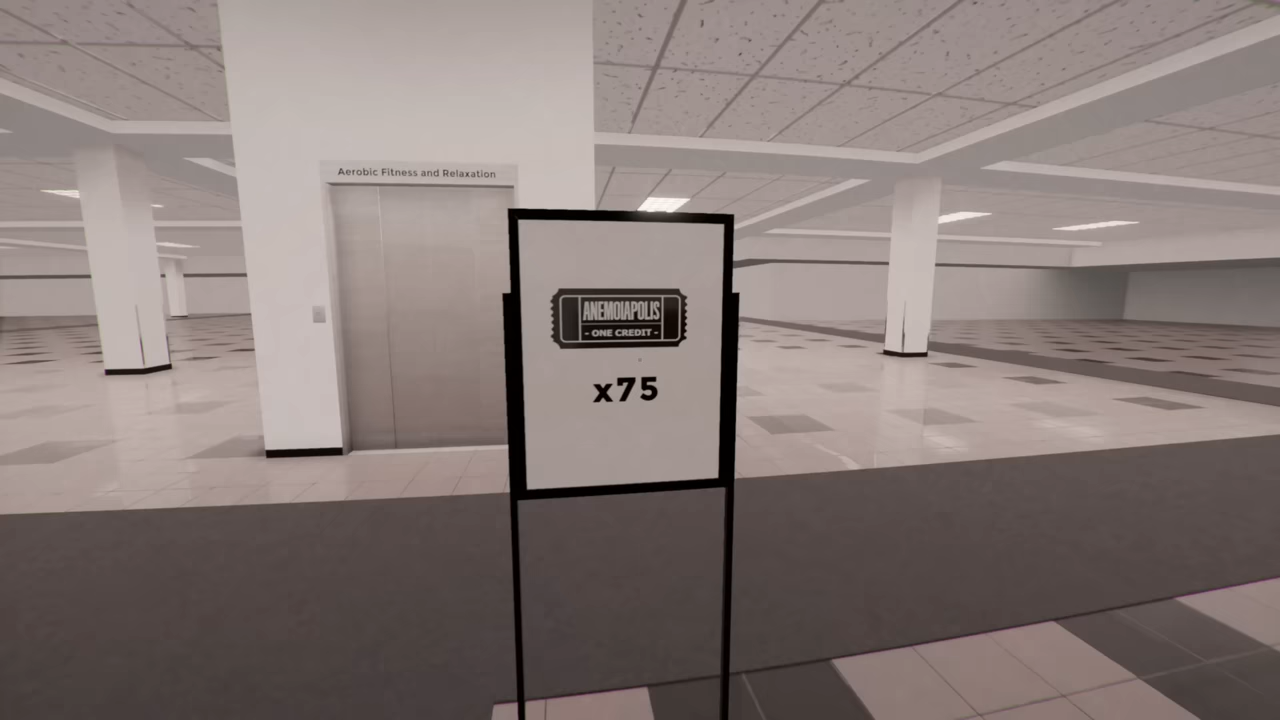 Aerobic Fitness and Relaxation
ANEMOIAPOLIS
- ONE CREDIT -
x75